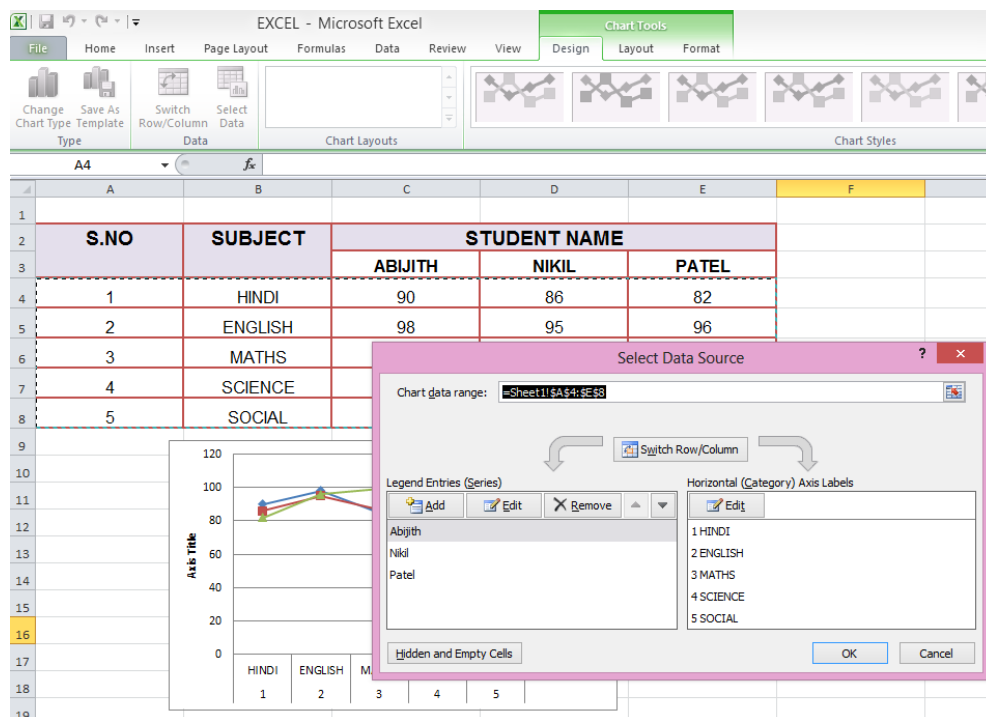 EXCEL - Microsoft Excel
Chart Tools
File Home Insert Page Layout Formulas Data Review View Design Layout Format
Change Chart Type
Save As Template
Switch Row/Column
Select Data
Type Data Chart Layouts Chart Styles
A4 fx
A B C D E F
1
2 S.NO SUBJECT STUDENT NAME
3 ABIJITH NIKIL PATEL
4 1 HINDI 90 86 82
5 2 ENGLISH 98 95 96
6 3 MATHS
7 4 SCIENCE
8 5 SOCIAL
9
10
11
12
13
14
15
16
17
18
19
Select Data Source ?
Chart data range: =Sheet1!$A$4:$E$8
Switch Row/Column
Legend Entries (Series)
Add Edit Remove
Abijith
Nikil
Patel
Horizontal (Category) Axis Labels
Edit
1 HINDI
2 ENGLISH
3 MATHS
4 SCIENCE
5 SOCIAL
Hidden and Empty Cells
OK Cancel
120
100
80
60
40
20
0
Axis Title
HINDI ENGLISH
1 2 3 4 5